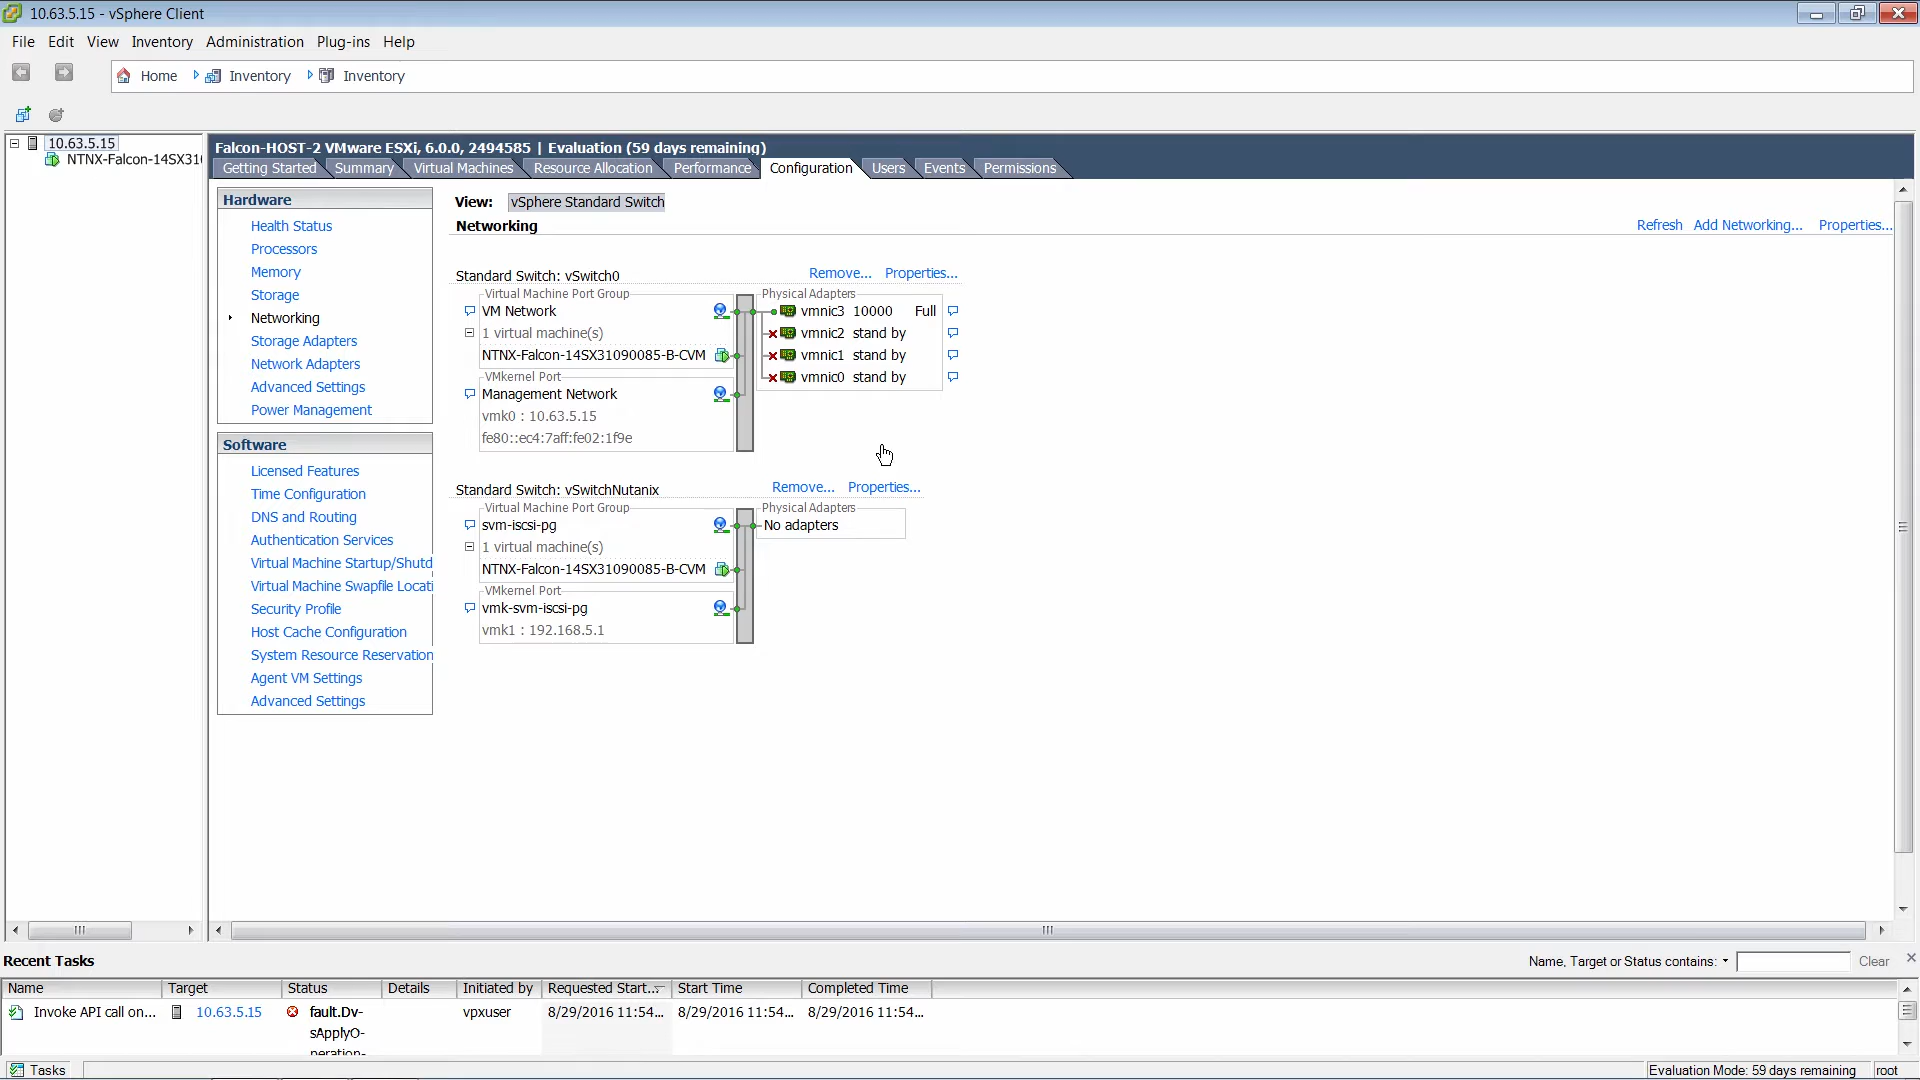 10.63.5.15 - vSphere Client
File Edit View Inventory Administration Plug-ins Help
Home Inventory Inventory
10.63.5.15
NTNX-Falcon-14SX310
Falcon-HOST-2 VMware ESXi, 6.0.0, 2494585 | Evaluation (59 days remaining)
Getting Started Summary Virtual Machines Resource Allocation Performance Configuration Users Events Permissions
Hardware
Health Status
Processors
Memory
Storage
Networking
Storage Adapters
Network Adapters
Advanced Settings
Power Management
Software
Licensed Features
Time Configuration
DNS and Routing
Authentication Services
Virtual Machine Startup/Shutd
Virtual Machine Swapfile Locati
Security Profile
Host Cache Configuration
System Resource Reservation
Agent VM Settings
Advanced Settings
View: vSphere Standard Switch
Networking
Refresh Add Networking... Properties...
Standard Switch: vSwitch0 Remove... Properties...
Virtual Machine Port Group
VM Network
1 virtual machine(s)
NTNX-Falcon-14SX31090085-B-CVM
VMkernel Port
Management Network
vmk0 : 10.63.5.15
fe80::ec4:7aff:fe02:1f9e
Physical Adapters
vmnic3 10000 Full
vmnic2 stand by
vmnic1 stand by
vmnic0 stand by
Standard Switch: vSwitchNutanix Remove... Properties...
Virtual Machine Port Group
svm-iscsi-pg
1 virtual machine(s)
NTNX-Falcon-14SX31090085-B-CVM
VMkernel Port
vmk-svm-iscsi-pg
vmk1 : 192.168.5.1
Physical Adapters
No adapters
Recent Tasks
Name, Target or Status contains: Clear
Name Target Status Details Initiated by Requested Start... Start Time Completed Time
Invoke API call on... 10.63.5.15 fault.Dv- vpxuser 8/29/2016 11:54... 8/29/2016 11:54... 8/29/2016 11:54...
sApplyO-
neration-
Tasks
Evaluation Mode: 59 days remaining root